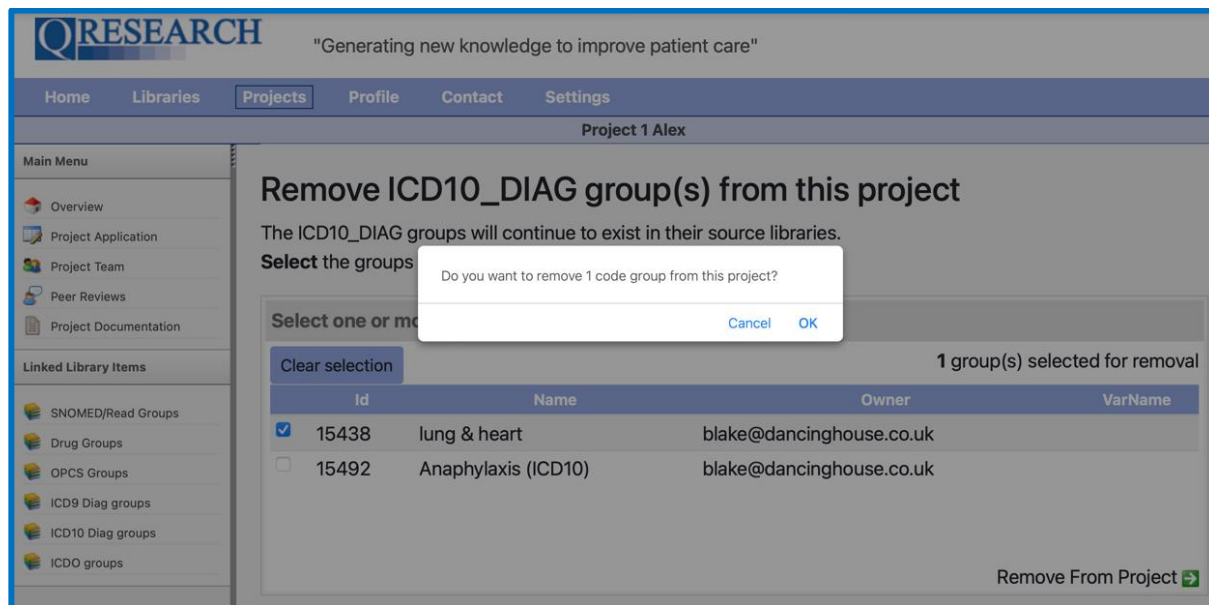 QRESEARCH
"Generating new knowledge to improve patient care"
Home Libraries Projects Profile Contact Settings
Project 1 Alex
Main Menu
Overview
Project Application
Project Team
Peer Reviews
Project Documentation
Linked Library Items
SNOMED/Read Groups
Drug Groups
OPCS Groups
ICD9 Diag groups
ICD10 Diag groups
ICDO groups
Remove ICD10_DIAG group(s) from this project
The ICD10_DIAG groups will continue to exist in their source libraries.
Select the groups
Do you want to remove 1 code group from this project?
Cancel OK
Select one or mo
Clear selection 1 group(s) selected for removal
Id Name Owner VarName
15438 lung & heart blake@dancinghouse.co.uk
15492 Anaphylaxis (ICD10) blake@dancinghouse.co.uk
Remove From Project